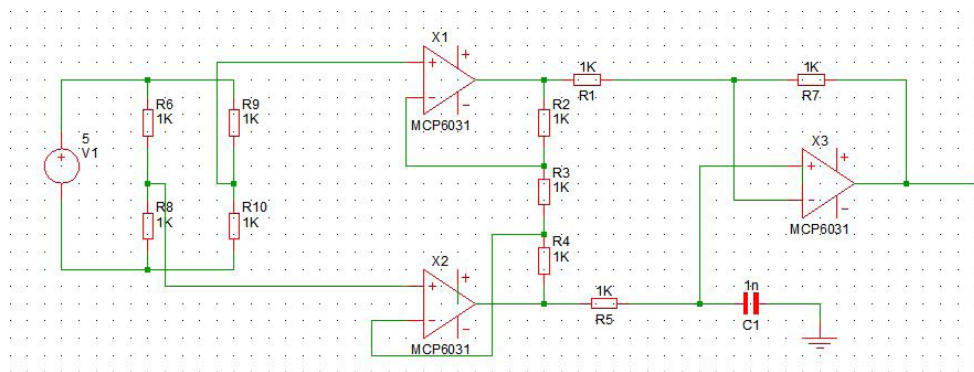 X1
+
+
−
−
MCP6031
1K
R1
1K
R7
R6
1K
R9
1K
R2
1K
5
V1
+
X3
+
+
−
−
MCP6031
R3
1K
R8
1K
R10
1K
R4
1K
X2
+
+
−
−
MCP6031
1K
R5
1n
C1